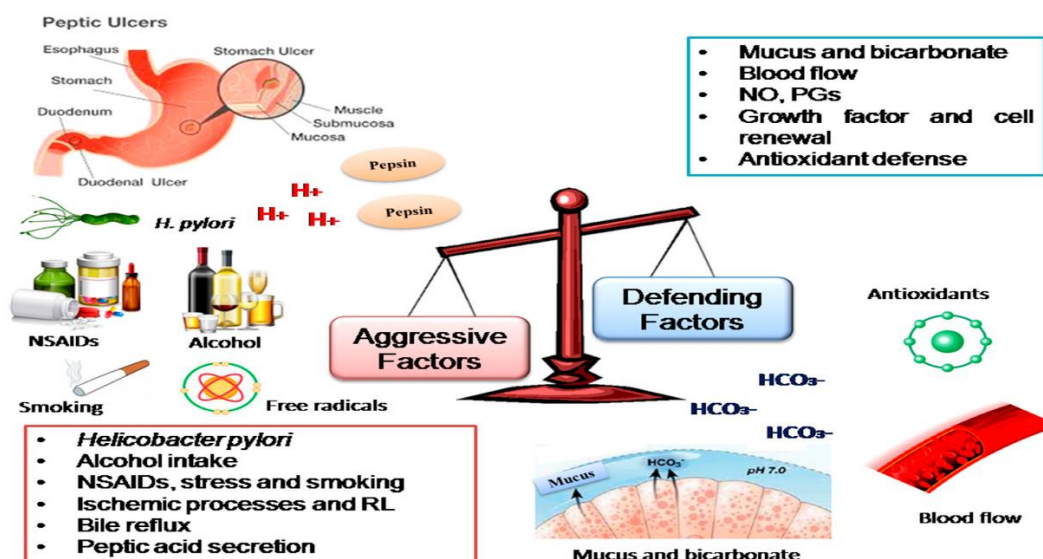 Peptic Ulcers
Esophagus
Stomach Ulcer
Stomach
Duodenum
Muscle
Submucosa
Mucosa
Duodenal Ulcer
• Mucus and bicarbonate
• Blood flow
• NO, PGs
• Growth factor and cell
renewal
• Antioxidant defense
Pepsin
H+
H+ H+
Pepsin
H. pylori
NSAIDs
Alcohol
Aggressive
Factors
Defending
Factors
Antioxidants
Smoking
Free radicals
HCO₃-
HCO₃-
HCO₃-
• Helicobacter pylori
• Alcohol intake
• NSAIDs, stress and smoking
• Ischemic processes and RL
• Bile reflux
• Peptic acid secretion
Mucus
HCO₃⁻
pH 7.0
Mucus and bicarbonate
Blood flow